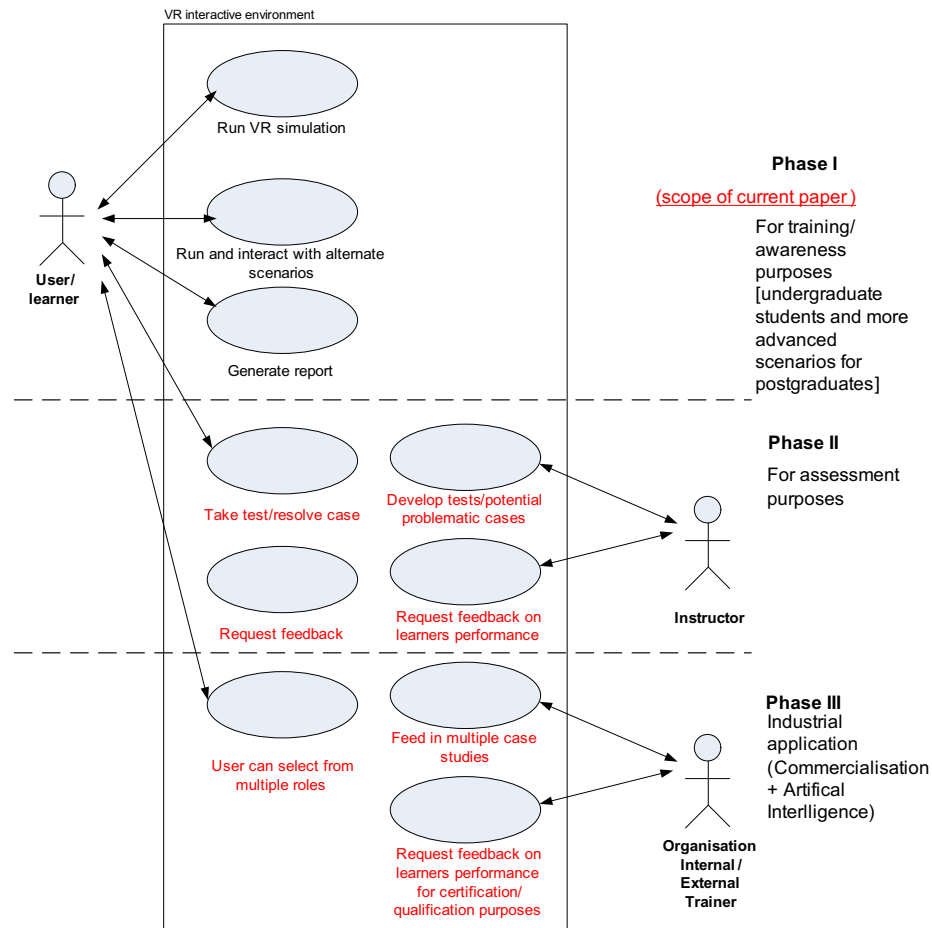 VR interactive environment
Run VR simulation
Run and interact with alternate
scenarios
Generate report
User/
learner
Phase I
(scope of current paper)
For training/
awareness
purposes
[undergraduate
students and more
advanced
scenarios for
postgraduates]
Take test/resolve case
Develop tests/potential
problematic cases
Request feedback
Request feedback on
learners performance
Phase II
For assessment
purposes
Instructor
User can select from
multiple roles
Feed in multiple case
studies
Request feedback on
learners performance
for certification/
qualification purposes
Phase III
Industrial
application
(Commercialisation
+ Artifical
Interlligence)
Organisation
Internal/
External
Trainer